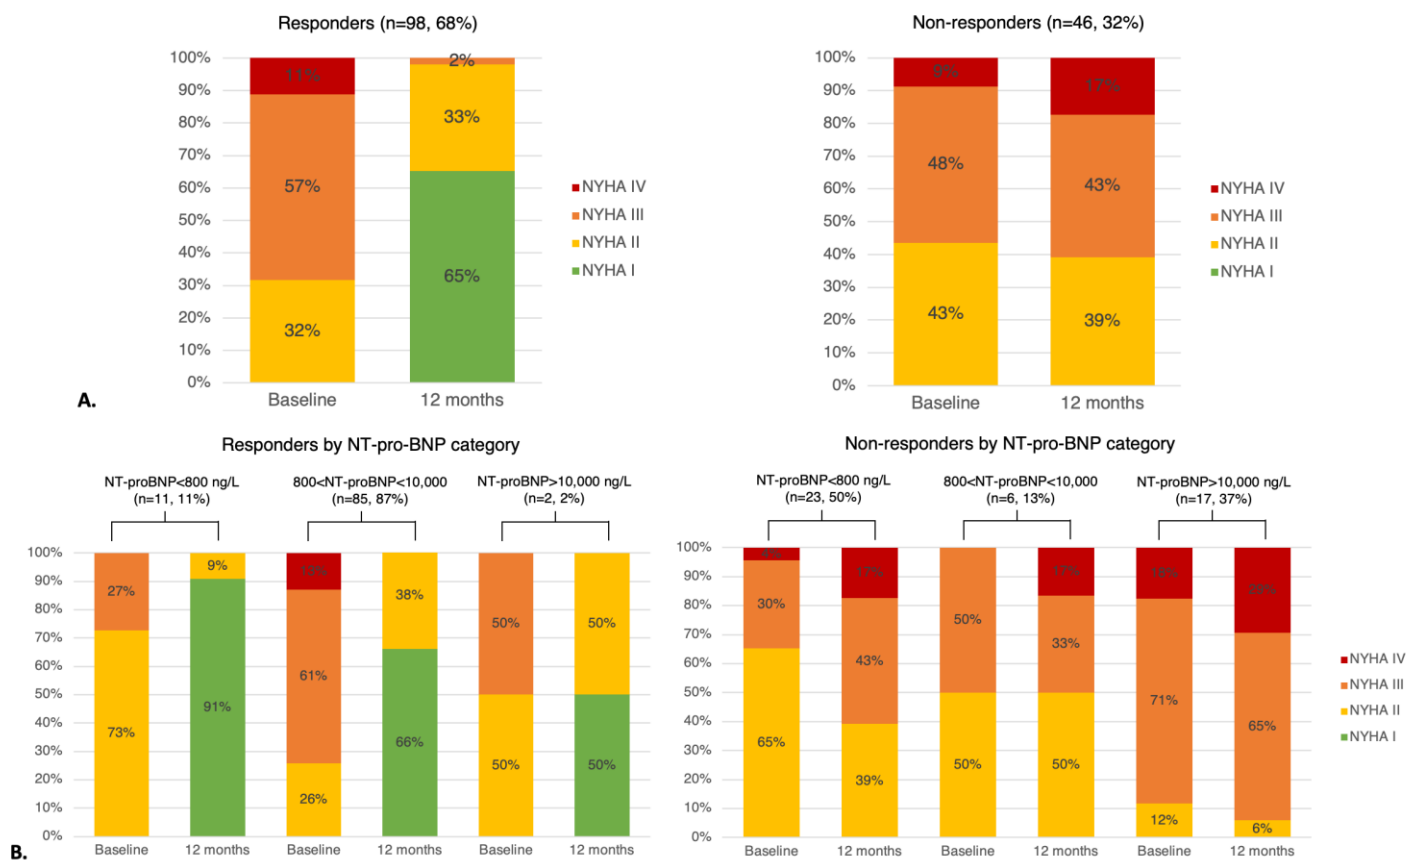 Responders (n=98, 68%)
100%
90%
80%
70%
60%
50%
40%
30%
20%
10%
0%
11%
57%
32%
2%
33%
65%
Baseline
12 months
NYHA IV
NYHA III
NYHA II
NYHA I
Non-responders (n=46, 32%)
100%
90%
80%
70%
60%
50%
40%
30%
20%
10%
0%
9%
48%
43%
17%
43%
39%
Baseline
12 months
NYHA IV
NYHA III
NYHA II
NYHA I
A.
Responders by NT-pro-BNP category
NT-proBNP<800 ng/L
(n=11, 11%)
800<NT-proBNP<10,000
(n=85, 87%)
NT-proBNP>10,000 ng/L
(n=2, 2%)
100%
90%
80%
70%
60%
50%
40%
30%
20%
10%
0%
27%
73%
9%
91%
13%
61%
26%
38%
66%
50%
50%
50%
50%
Baseline
12 months
Baseline
12 months
Baseline
12 months
Non-responders by NT-pro-BNP category
NT-proBNP<800 ng/L
(n=23, 50%)
800<NT-proBNP<10,000
(n=6, 13%)
NT-proBNP>10,000 ng/L
(n=17, 37%)
100%
90%
80%
70%
60%
50%
40%
30%
20%
10%
0%
4%
30%
65%
17%
43%
39%
50%
50%
17%
33%
50%
18%
71%
12%
29%
65%
6%
Baseline
12 months
Baseline
12 months
Baseline
12 months
NYHA IV
NYHA III
NYHA II
NYHA I
B.